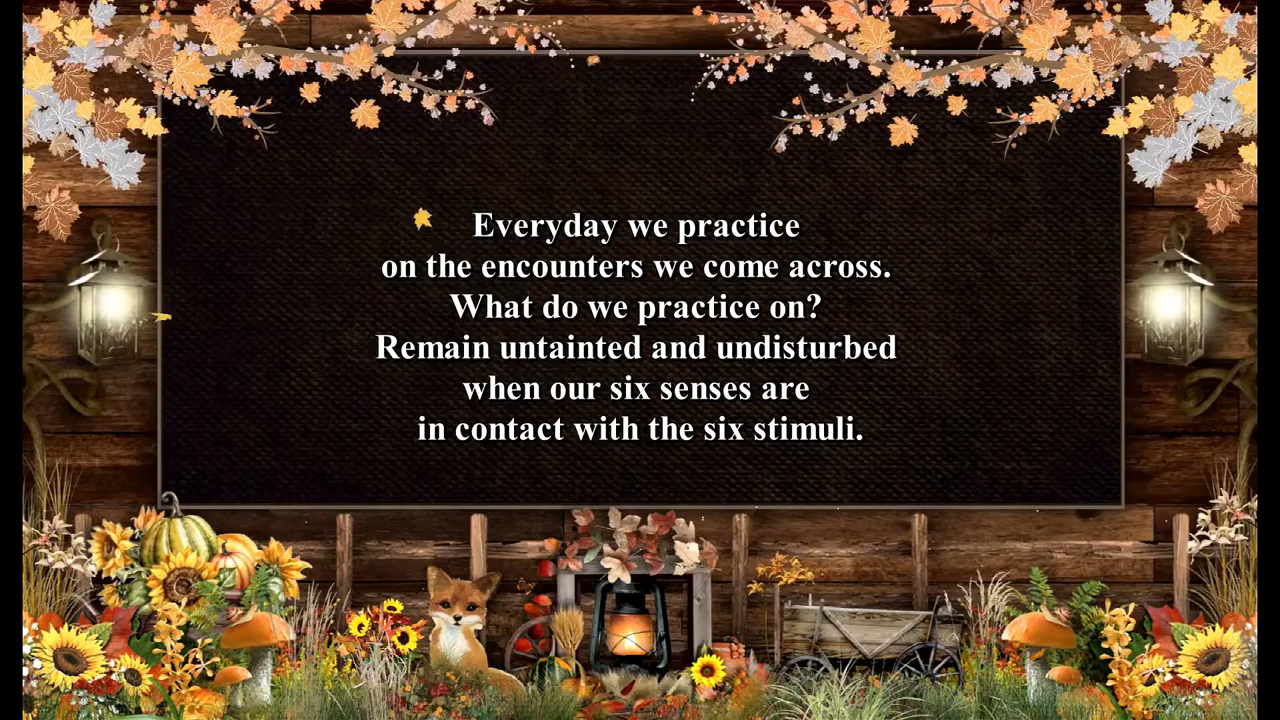 Everyday we practice
on the encounters we come across.
What do we practice on?
Remain untainted and undisturbed
when our six senses are
in contact with the six stimuli.